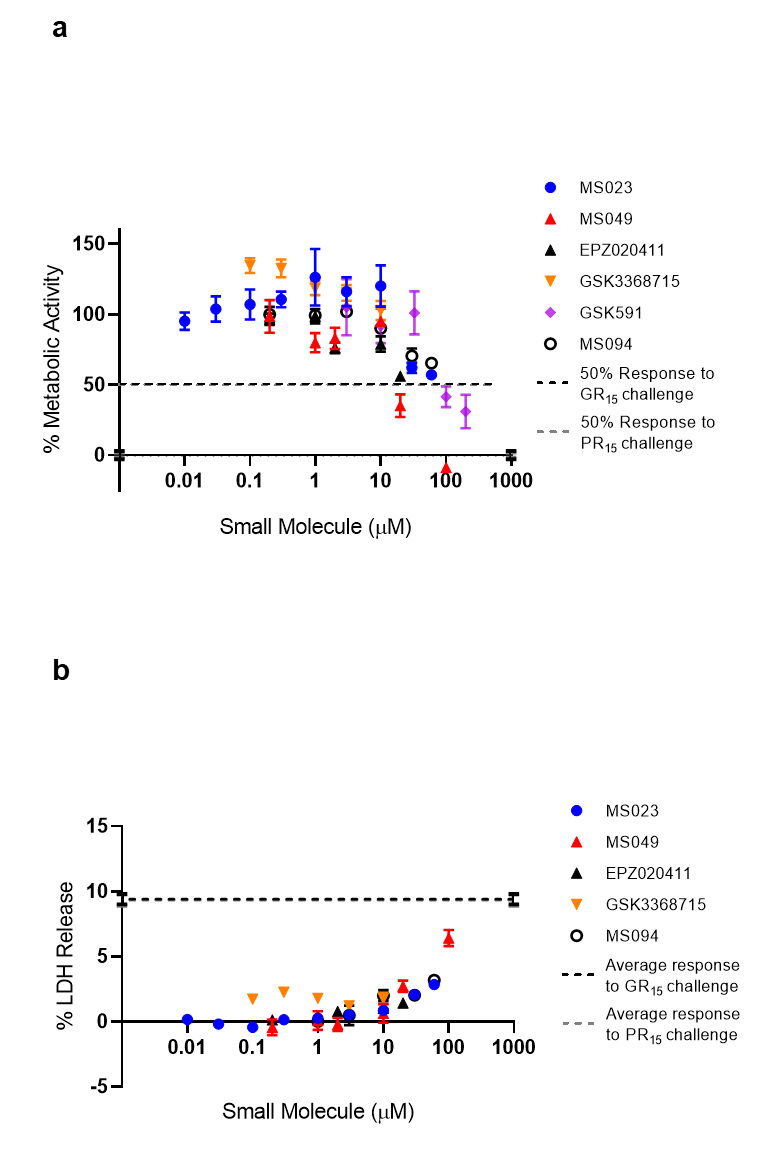 a
MS023
MS049
EPZ020411
GSK3368715
GSK591
MS094
50% Response to
GR15 challenge
50% Response to
PR15 challenge
% Metabolic Activity
150
100
50
0
0.01 0.1 1 10 100 1000
Small Molecule (μM)
b
MS023
MS049
EPZ020411
GSK3368715
MS094
Average response
to GR15 challenge
Average response
to PR15 challenge
% LDH Release
15
10
5
0
-5
0.01 0.1 1 10 100 1000
Small Molecule (μM)